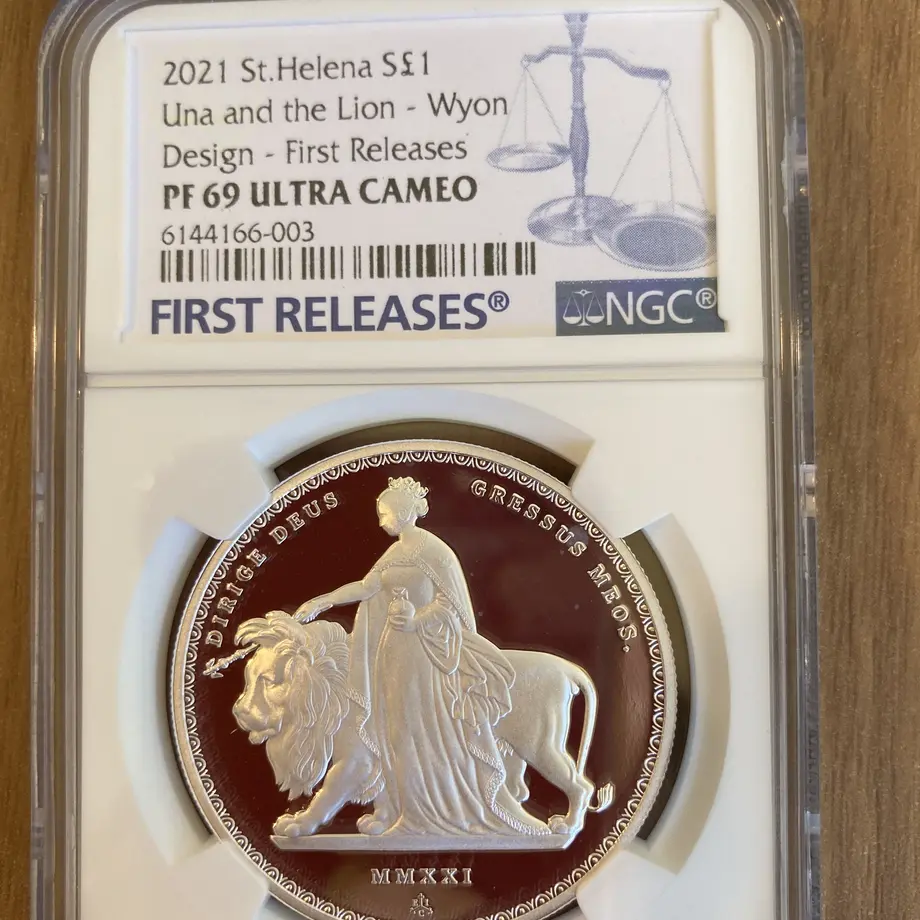 2021 St.Helena S£1
Una and the Lion - Wyon
Design - First Releases
PF 69 ULTRA CAMEO
6144166-003
FIRST RELEASES®
NGC®
DIRIGE DEUS GRESSUS MEOS.
MMXXI